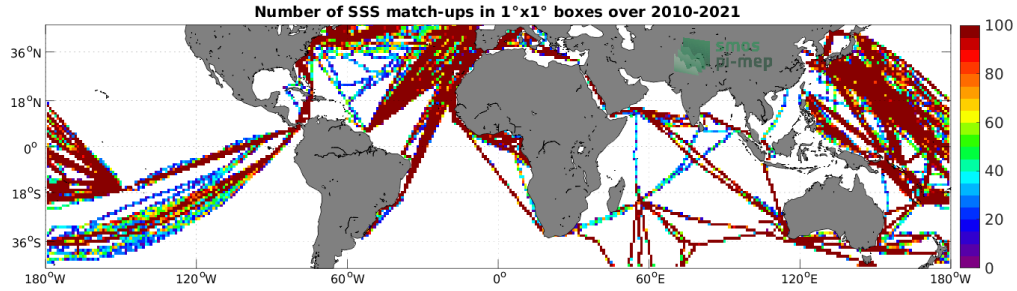 Number of SSS match-ups in 1°x1° boxes over 2010-2021
smos
pi-mep
36°N
18°N
0°
18°S
36°S
180°W
120°W
60°W
0°
60°E
120°E
180°W
100
80
60
40
20
0